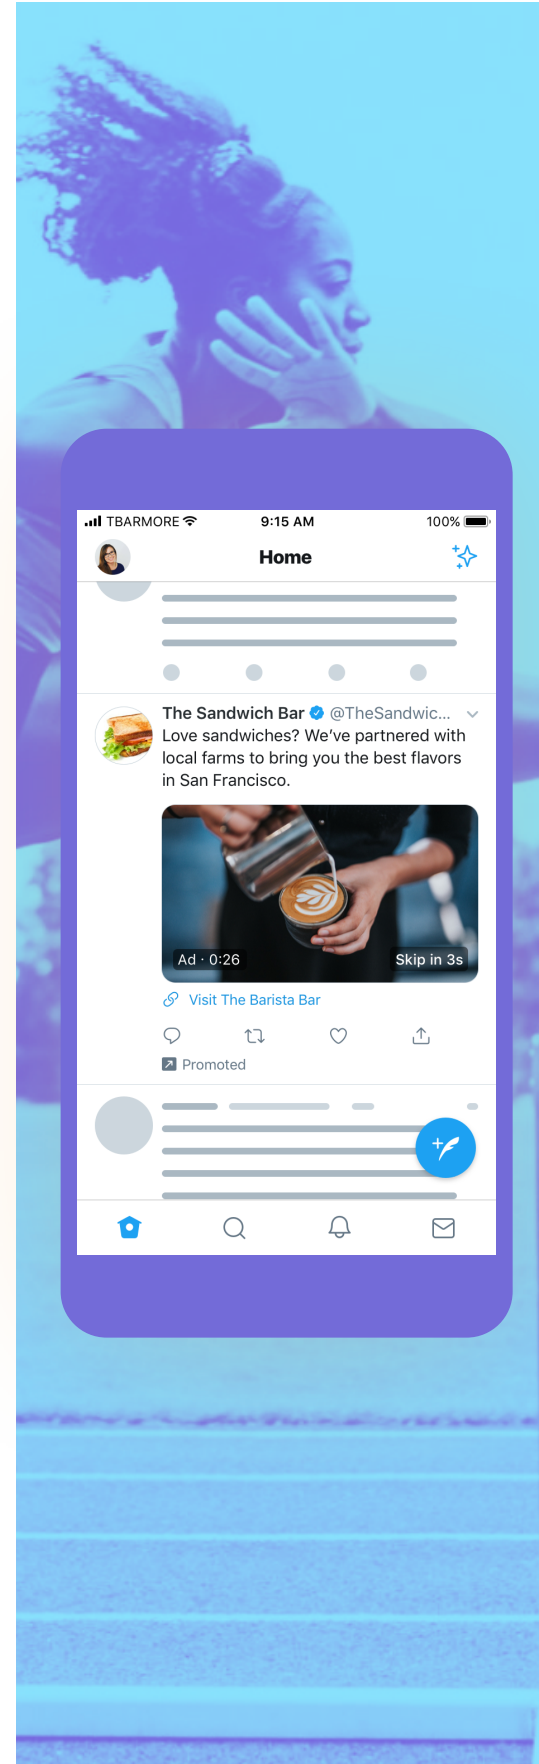 TBARMORE 9:15 AM 100%
Home
The Sandwich Bar @TheSandwic...
Love sandwiches? We’ve partnered with
local farms to bring you the best flavors
in San Francisco.
Ad · 0:26 Skip in 3s
Visit The Barista Bar
Promoted